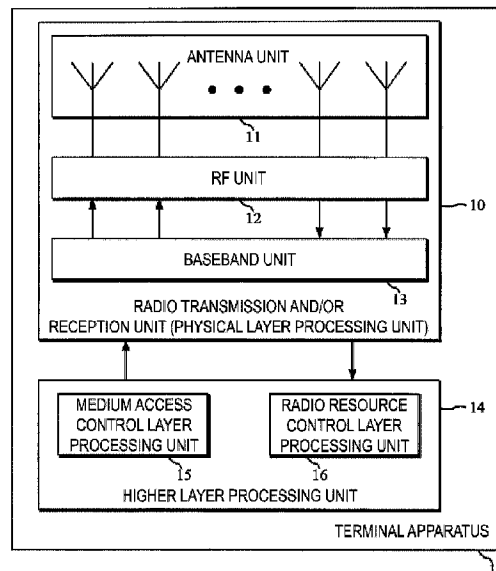 ANTENNA UNIT
11
RF UNIT
12
10
BASEBAND UNIT
13
RADIO TRANSMISSION AND/OR
RECEPTION UNIT (PHYSICAL LAYER PROCESSING UNIT)
MEDIUM ACCESS
CONTROL LAYER
PROCESSING UNIT
15
RADIO RESOURCE
CONTROL LAYER
PROCESSING UNIT
16
14
HIGHER LAYER PROCESSING UNIT
TERMINAL APPARATUS